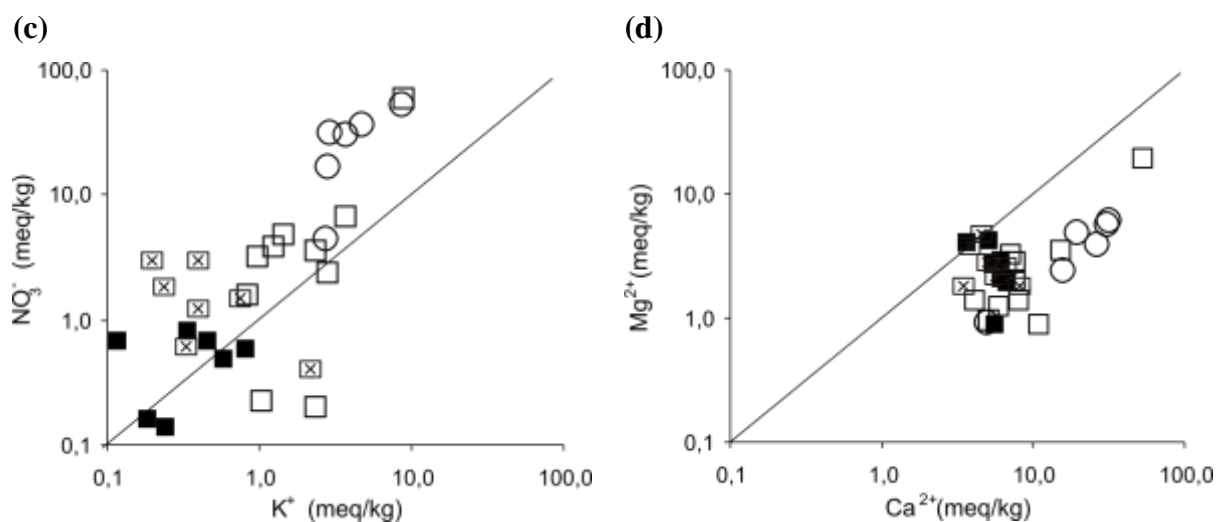 (c)
100,0
10,0
1,0
0,1
NO₃⁻ (meq/kg)
0,1 1,0 10,0 100,0
K⁺ (meq/kg)
(d)
100,0
10,0
1,0
0,1
Mg²⁺ (meq/kg)
0,1 1,0 10,0 100,0
Ca²⁺(meq/kg)